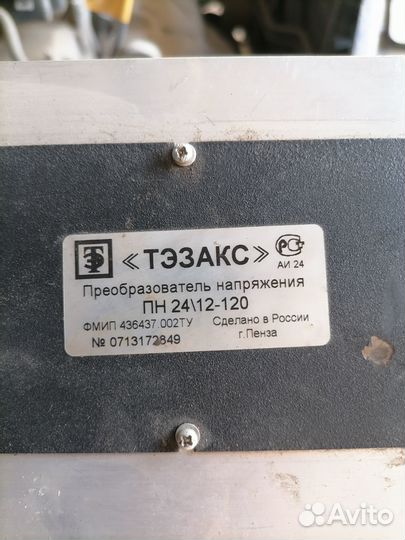 «ТЭЗАКС»
АИ 24
Преобразователь напряжения
ПН 24\12-120
ФМИП 436437.002ТУ Сделано в России
№ 0713172849 г.Пенза
Avito